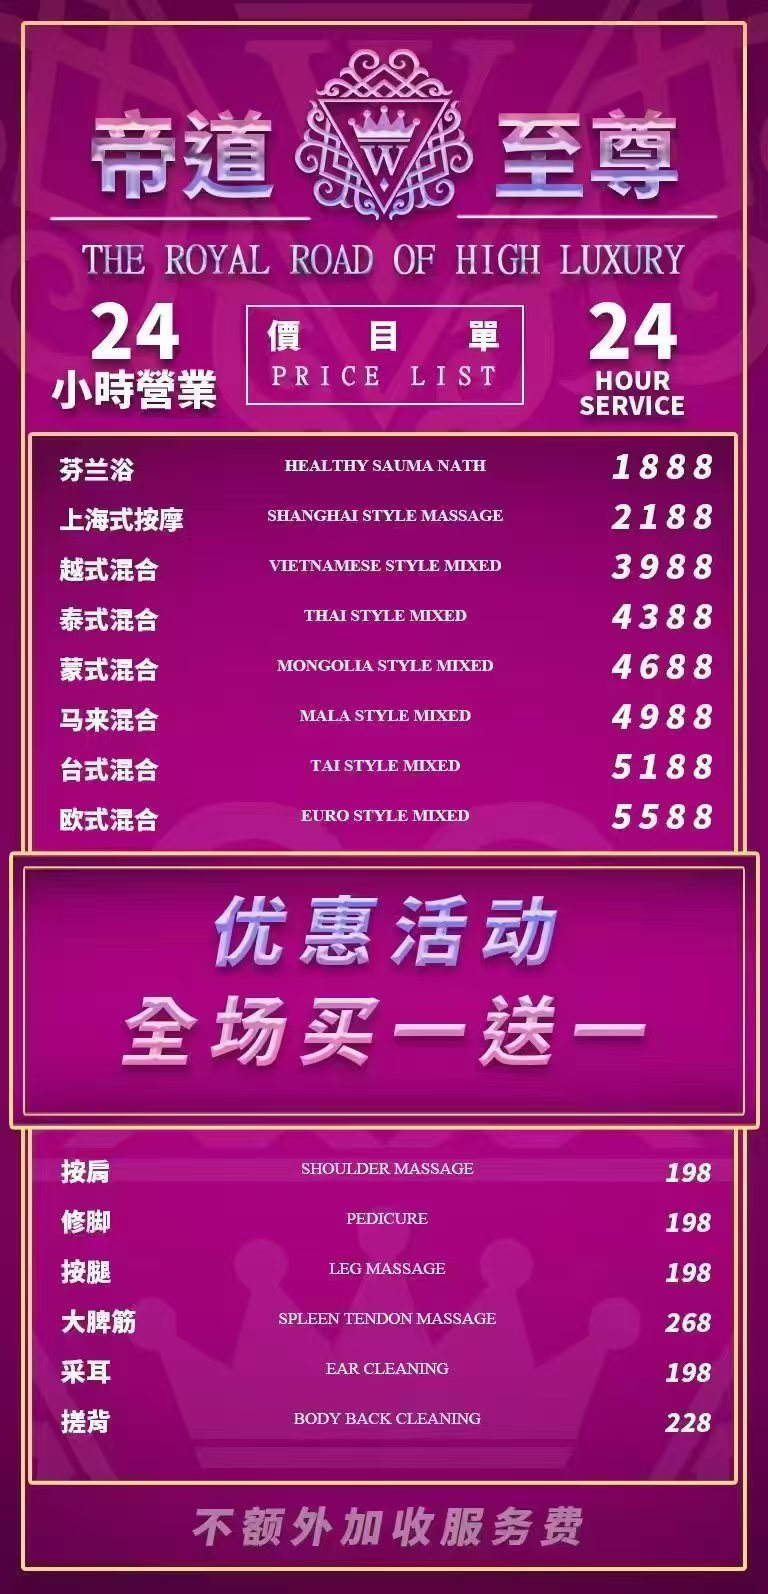 帝道 W 至尊
THE ROYAL ROAD OF HIGH LUXURY
24
小時營業
價目單
PRICE LIST
24
HOUR
SERVICE
芬兰浴 HEALTHY SAUMA NATH 1888
上海式按摩 SHANGHAI STYLE MASSAGE 2188
越式混合 VIETNAMESE STYLE MIXED 3988
泰式混合 THAI STYLE MIXED 4388
蒙式混合 MONGOLIA STYLE MIXED 4688
马来混合 MALA STYLE MIXED 4988
台式混合 TAI STYLE MIXED 5188
欧式混合 EURO STYLE MIXED 5588
优惠活动
全场买一送一
按肩 SHOULDER MASSAGE 198
修脚 PEDICURE 198
按腿 LEG MASSAGE 198
大脾筋 SPLEEN TENDON MASSAGE 268
采耳 EAR CLEANING 198
搓背 BODY BACK CLEANING 228
不额外加收服务费